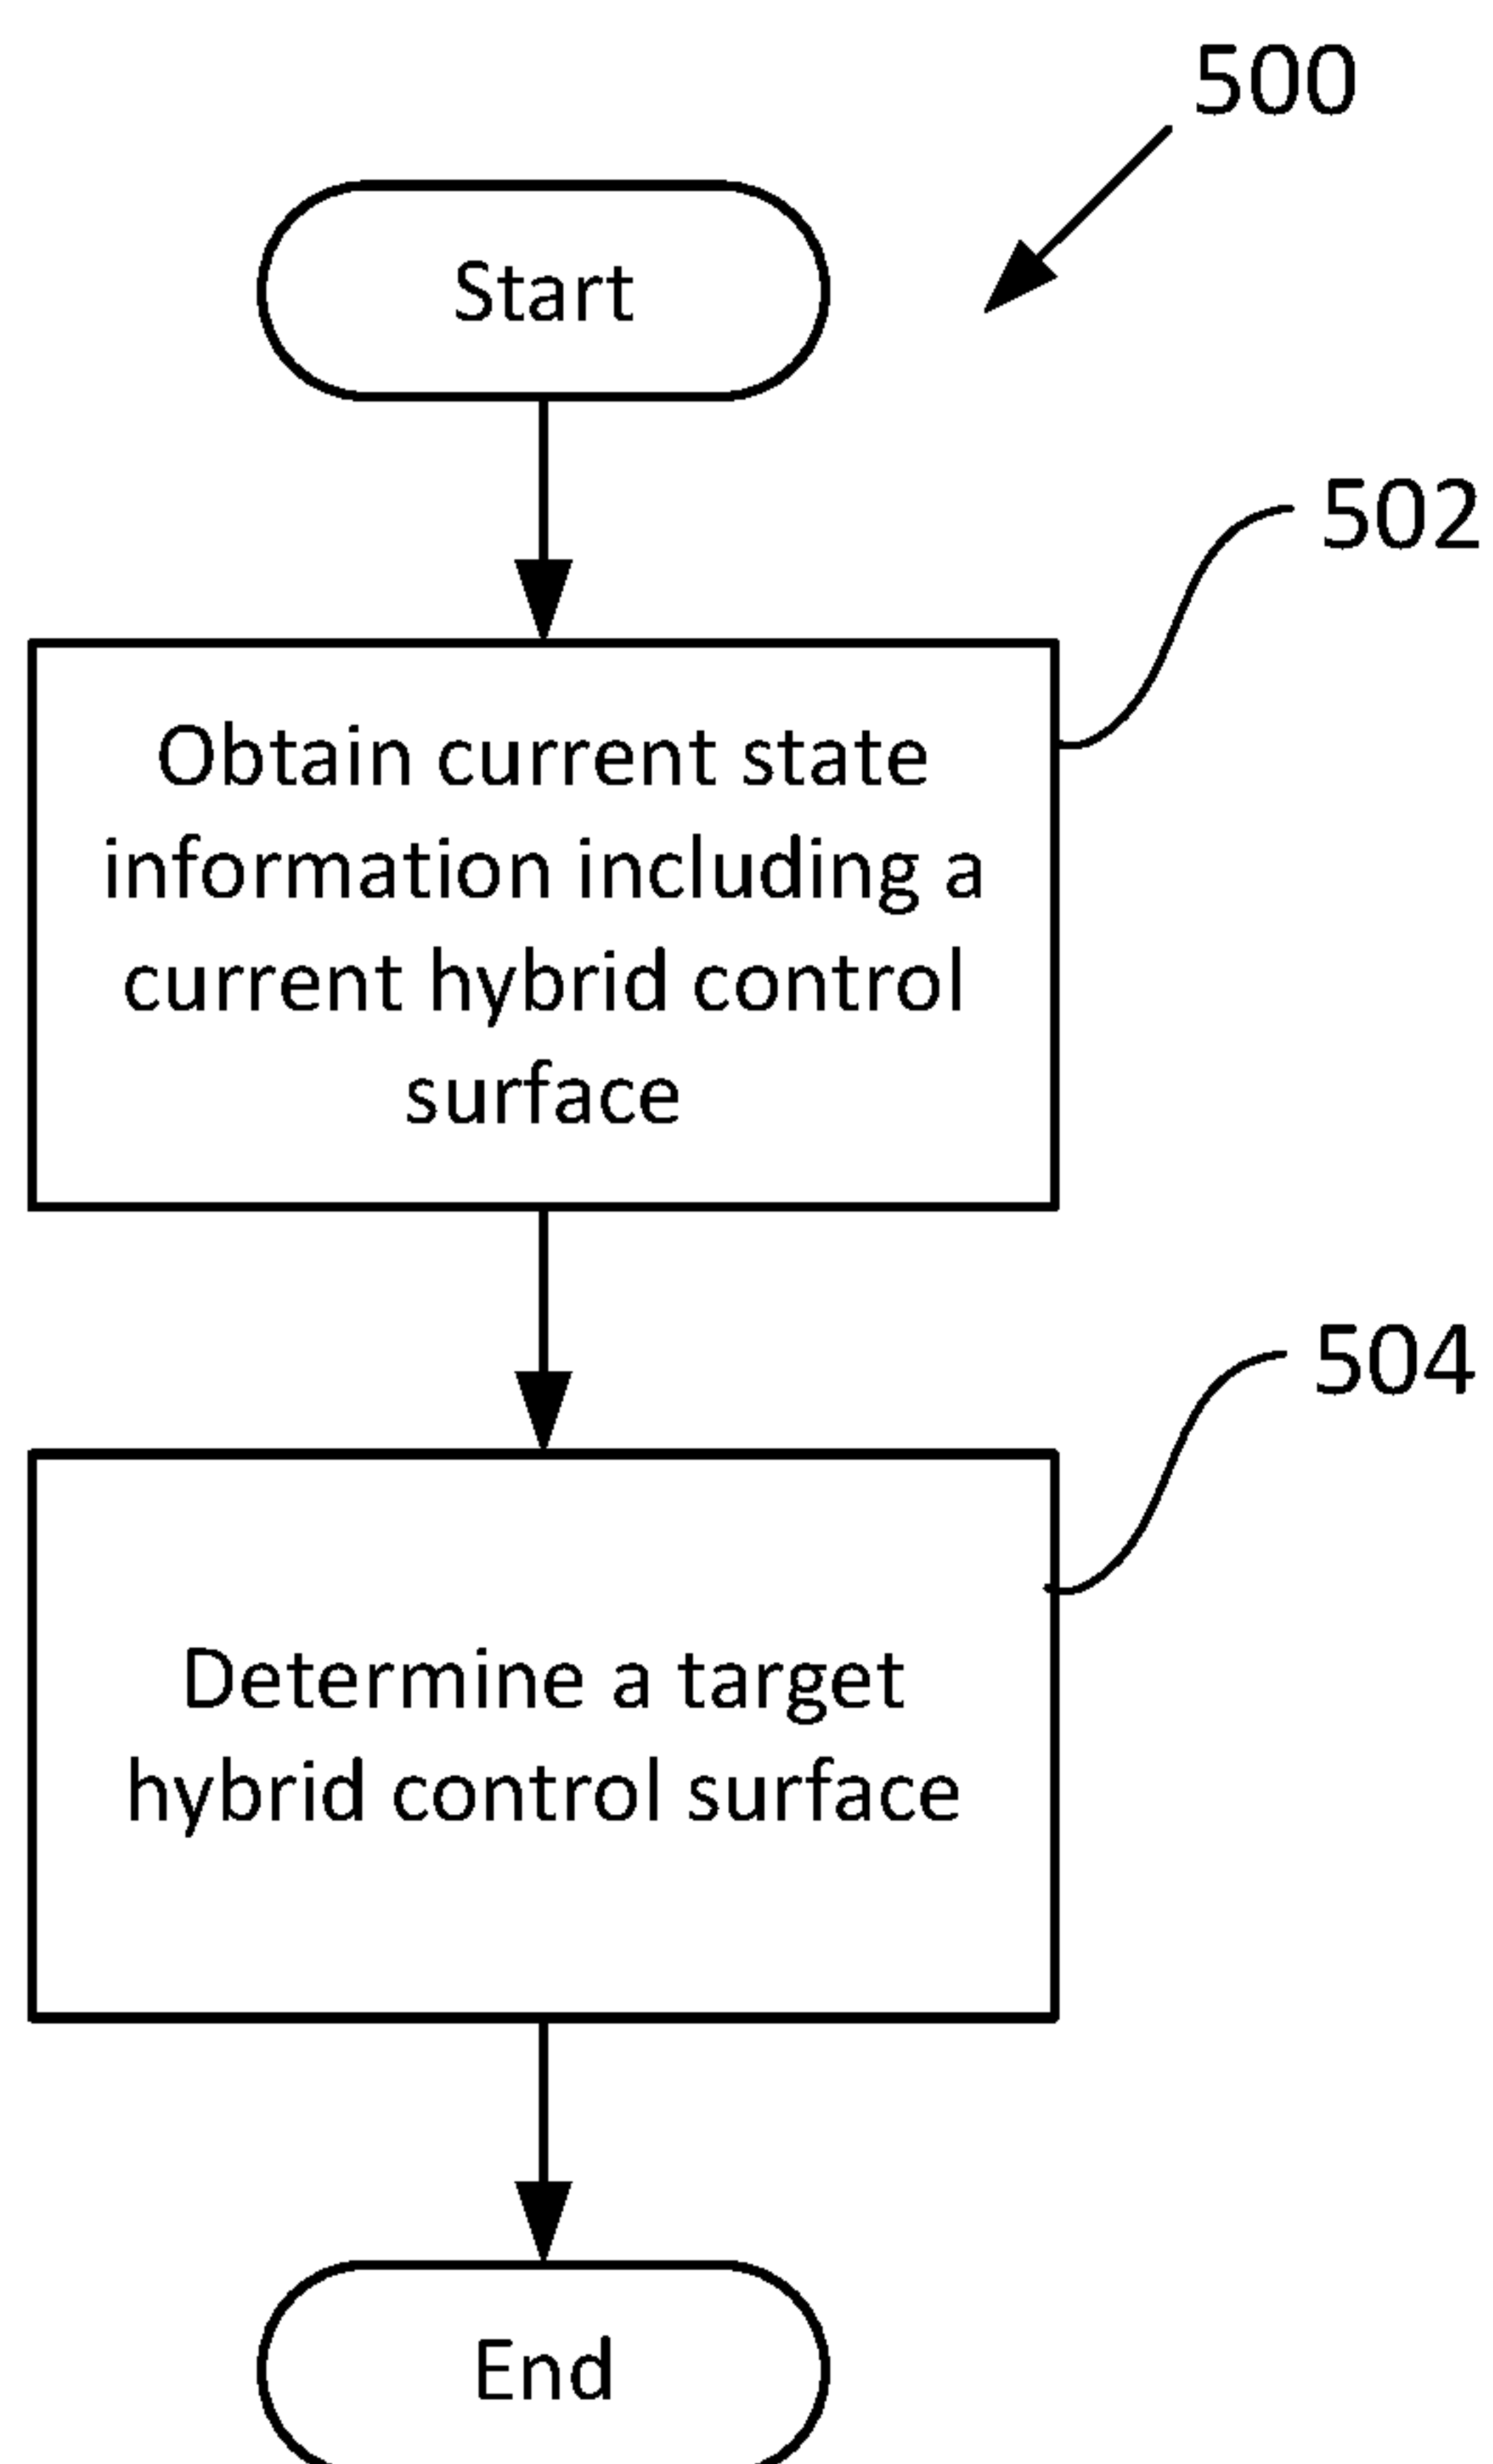 500
Start
502
Obtain current state
information including a
current hybrid control
surface
504
Determine a target
hybrid control surface
End